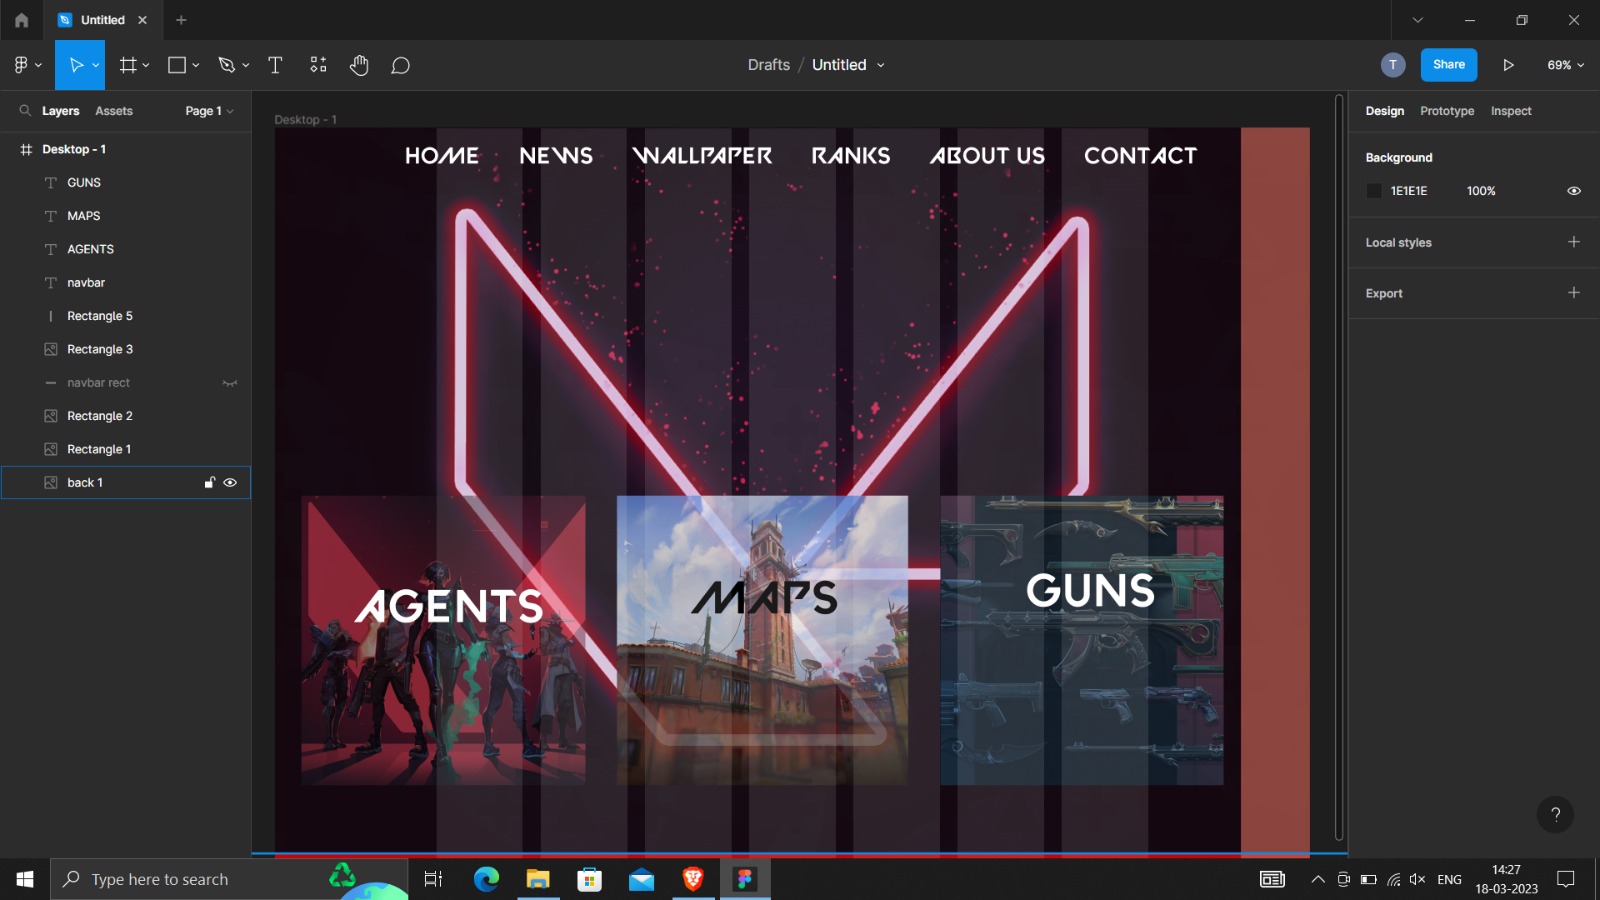 Untitled
Drafts / Untitled
T
Share
69%
Layers Assets Page 1
Design Prototype Inspect
Desktop - 1
GUNS
MAPS
AGENTS
navbar
Rectangle 5
Rectangle 3
navbar rect
Rectangle 2
Rectangle 1
back 1
Desktop - 1
HOME NEWS WALLPAPER RANKS ABOUT US CONTACT
AGENTS
MAPS
GUNS
Background
1E1E1E 100%
Local styles
Export
?
Type here to search
ENG
14:27
18-03-2023